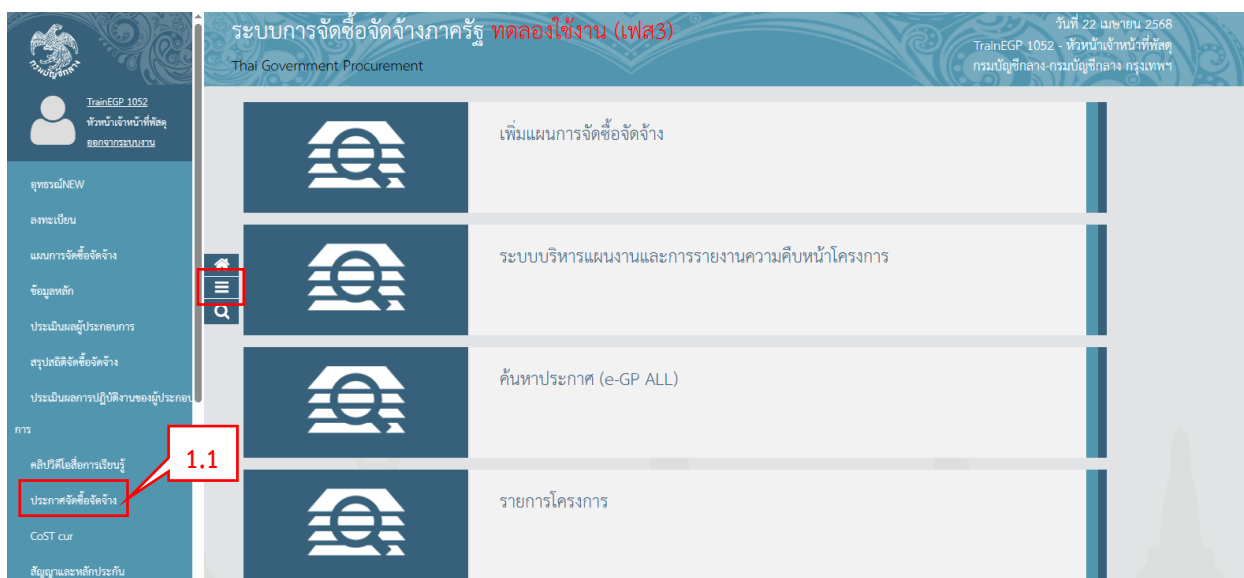 ระบบการจัดซื้อจัดจ้างภาครัฐ ทดลองใช้งาน (เฟส3)
Thai Government Procurement
วันที่ 22 เมษายน 2568
TrainEGP 1052 - หัวหน้าเจ้าหน้าที่พัสดุ
กรมบัญชีกลาง-กรมบัญชีกลาง กรุงเทพฯ
TrainEGP 1052
หัวหน้าเจ้าหน้าที่พัสดุ
ออกจากระบบงาน
อุทธรณ์NEW
ลงทะเบียน
แผนการจัดซื้อจัดจ้าง
ข้อมูลหลัก
ประเมินผลผู้ประกอบการ
สรุปสถิติจัดซื้อจัดจ้าง
ประเมินผลการปฏิบัติงานของผู้ประกอบ
การ
คลิปวิดีโอสื่อการเรียนรู้
1.1
ประกาศจัดซื้อจัดจ้าง
CoST cur
สัญญาและหลักประกัน
เพิ่มแผนการจัดซื้อจัดจ้าง
ระบบบริหารแผนงานและการรายงานความคืบหน้าโครงการ
ค้นหาประกาศ (e-GP ALL)
รายการโครงการ